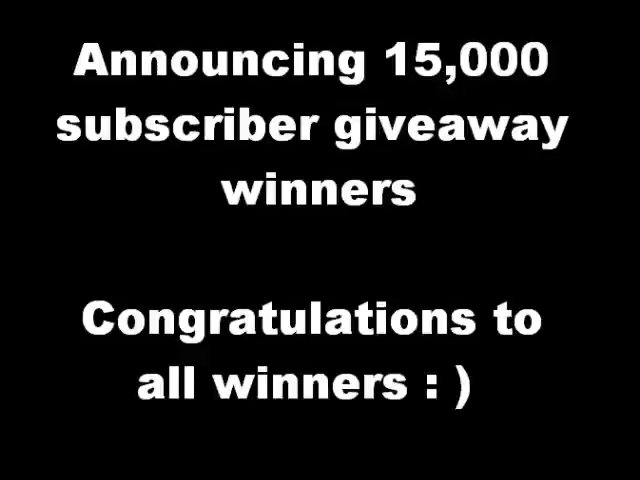 Announcing 15,000
subscriber giveaway
winners
Congratulations to
all winners : )